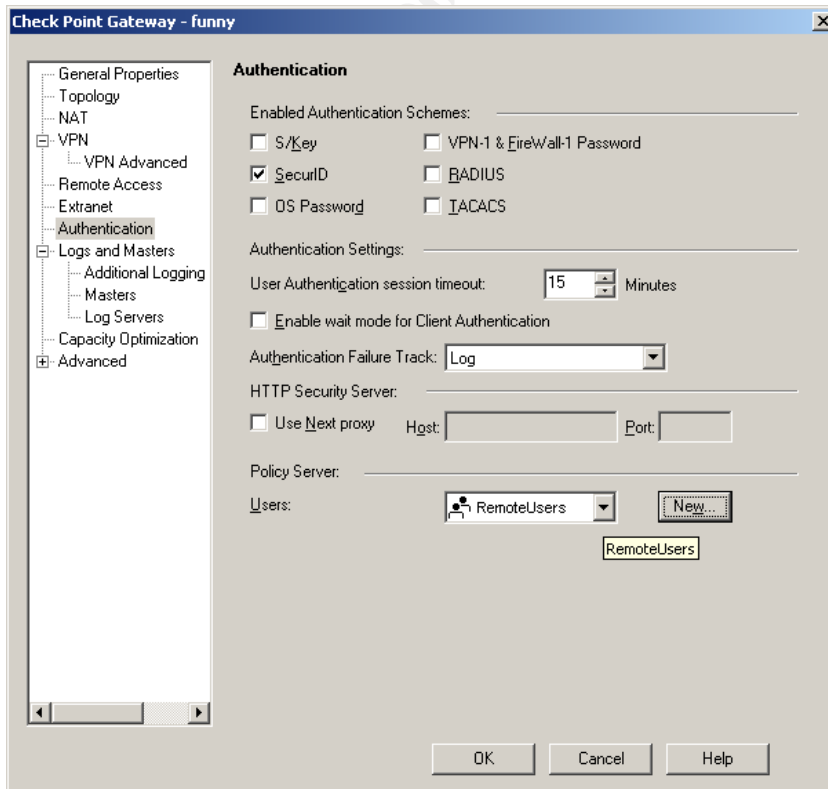 Check Point Gateway - funny
General Properties
Topology
NAT
VPN
VPN Advanced
Remote Access
Extranet
Authentication
Logs and Masters
Additional Logging
Masters
Log Servers
Capacity Optimization
Advanced
Authentication
Enabled Authentication Schemes:
S/Key VPN-1 & FireWall-1 Password
SecurID RADIUS
OS Password TACACS
Authentication Settings:
User Authentication session timeout: 15 Minutes
Enable wait mode for Client Authentication
Authentication Failure Track: Log
HTTP Security Server:
Use Next proxy Host: Port:
Policy Server:
Users: RemoteUsers New...
RemoteUsers
OK Cancel Help